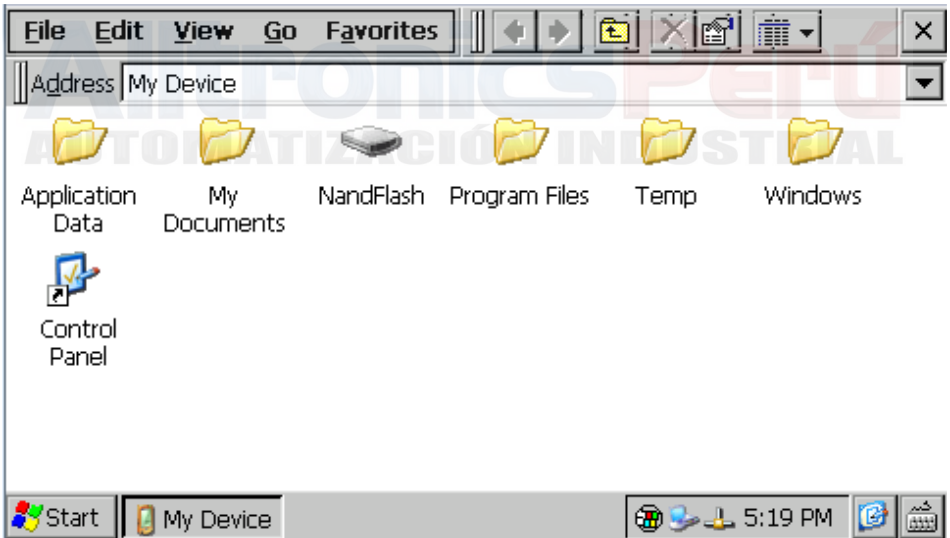 File Edit View Go Favorites
AltronicsPerú
Address My Device
AUTOMATIZACIÓN INDUSTRIAL
Application
Data
My
Documents
NandFlash
Program Files
Temp
Windows
Control
Panel
Start
My Device
5:19 PM